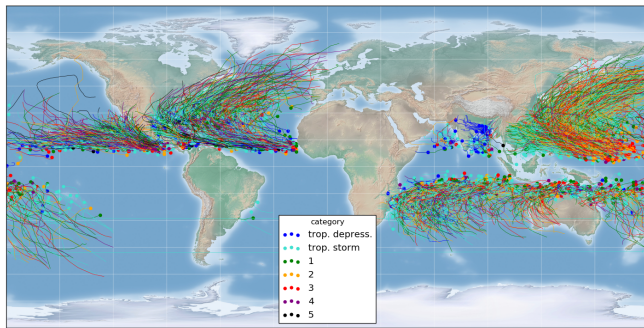 category
trop. depress.
trop. storm
1
2
3
4
5